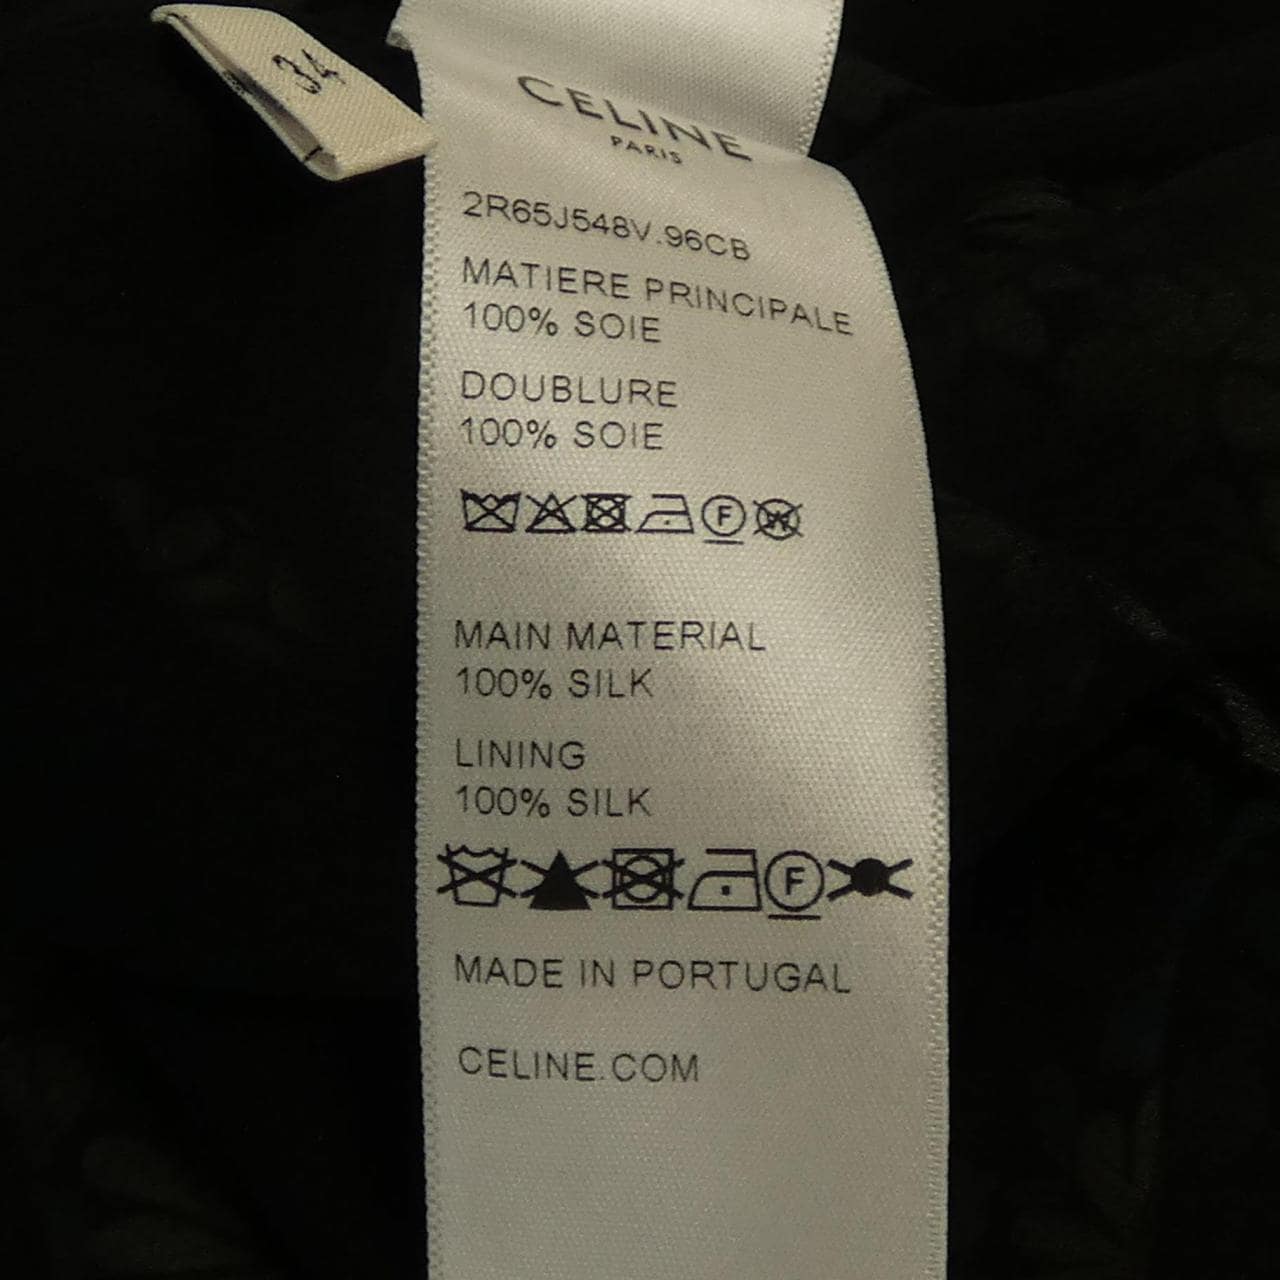 34
CELINE
PARIS
2R65J548V.96CB
MATIERE PRINCIPALE
100% SOIE
DOUBLURE
100% SOIE
F W
MAIN MATERIAL
100% SILK
LINING
100% SILK
F
MADE IN PORTUGAL
CELINE.COM